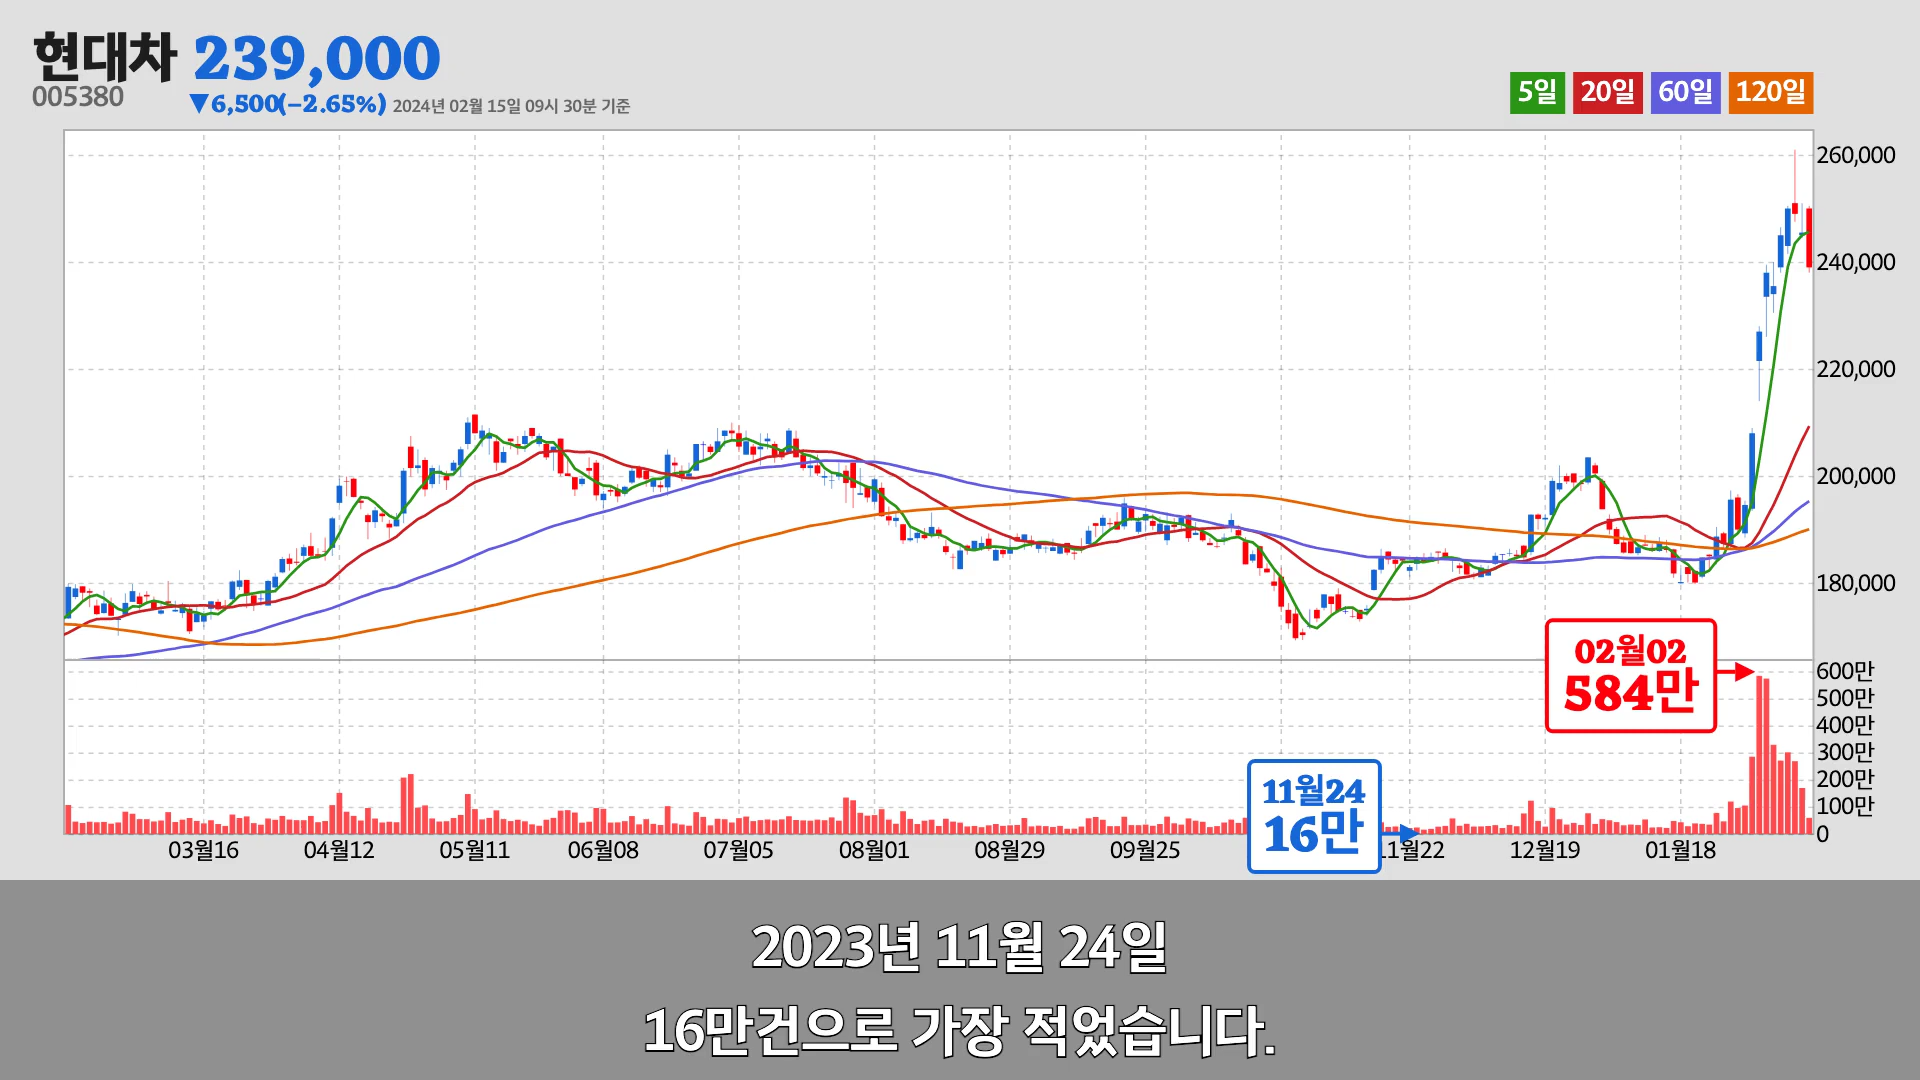 현대차 239,000
005380
▼6,500(-2.65%) 2024년 02월 15일 09시 30분 기준
5일 20일 60일 120일
260,000
240,000
220,000
200,000
180,000
02월02
584만
600만
500만
400만
300만
200만
100만
0
11월24
16만
03월16 04월12 05월11 06월08 07월05 08월01 08월29 09월25 11월22 12월19 01월18
2023년 11월 24일
16만건으로 가장 적었습니다.